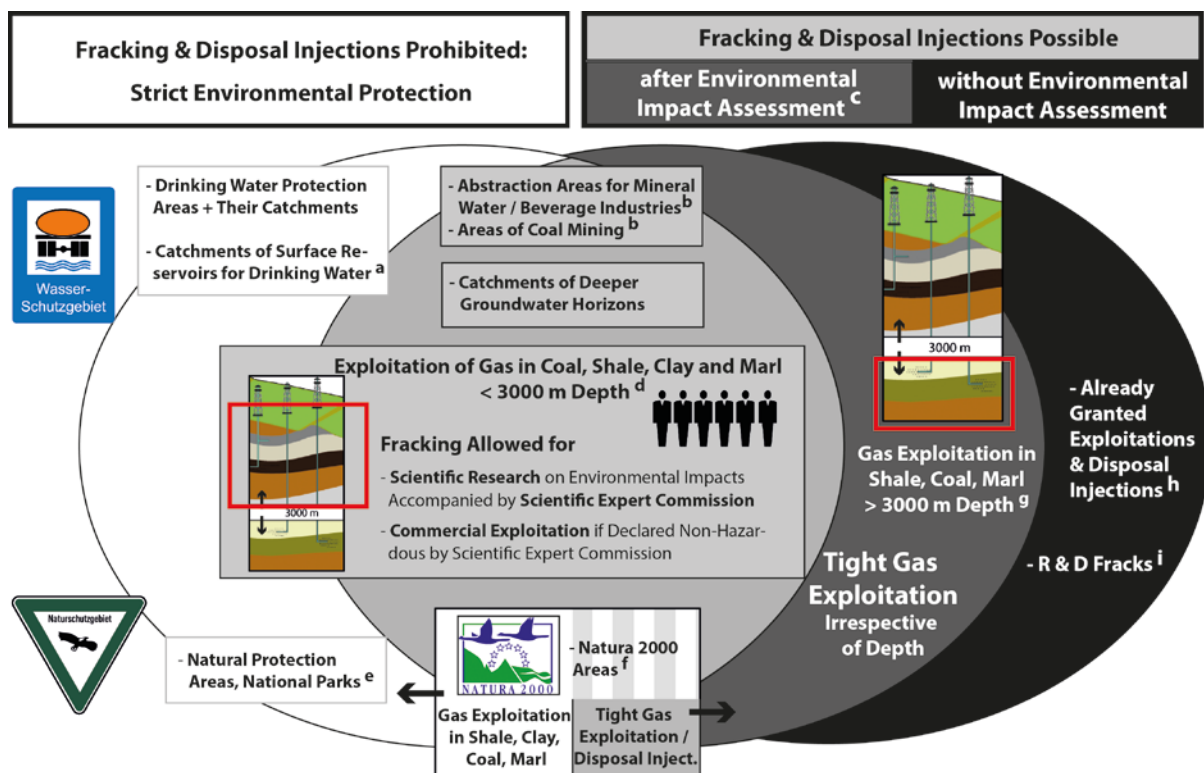 Fracking & Disposal Injections Prohibited:
Strict Environmental Protection
Fracking & Disposal Injections Possible
after Environmental
Impact Assessment c
without Environmental
Impact Assessment
Wasser-
Schutzgebiet
- Drinking Water Protection
Areas + Their Catchments
- Catchments of Surface Re-
servoirs for Drinking Water a
- Abstraction Areas for Mineral
Water / Beverage Industries b
- Areas of Coal Mining b
- Catchments of Deeper
Groundwater Horizons
Exploitation of Gas in Coal, Shale, Clay and Marl
< 3000 m Depth d
3000 m
Fracking Allowed for
- Scientific Research on Environmental Impacts
Accompanied by Scientific Expert Commission
- Commercial Exploitation if Declared Non-Hazar-
dous by Scientific Expert Commission
3000 m
Gas Exploitation in
Shale, Coal, Marl
> 3000 m Depth g
Tight Gas
Exploitation
Irrespective
of Depth
- Already
Granted
Exploitations
& Disposal
Injections h
- R & D Fracks i
Naturschutzgebiet
- Natural Protection
Areas, National Parks e
NATURA 2000
- Natura 2000
Areas f
Gas Exploitation
in Shale, Clay,
Coal, Marl
Tight Gas
Exploitation /
Disposal Inject.